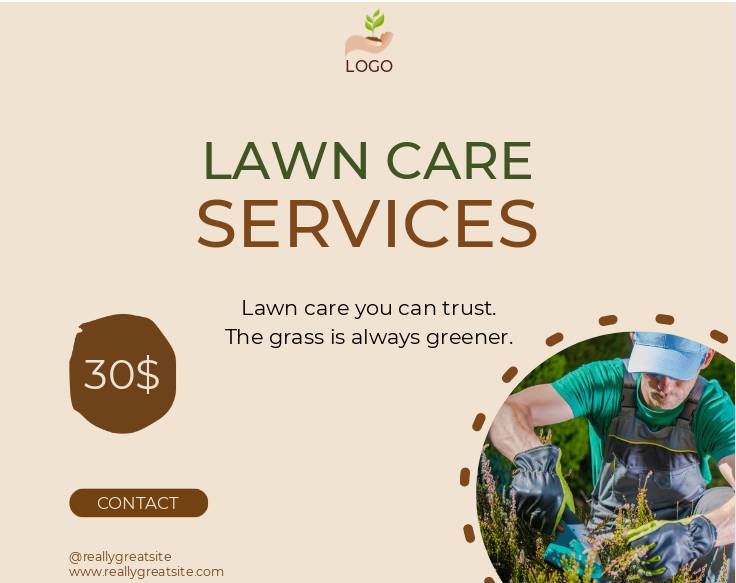 LOGO
LAWN CARE
SERVICES
Lawn care you can trust.
The grass is always greener.
30$
CONTACT
@reallygreatsite
www.reallygreatsite.com